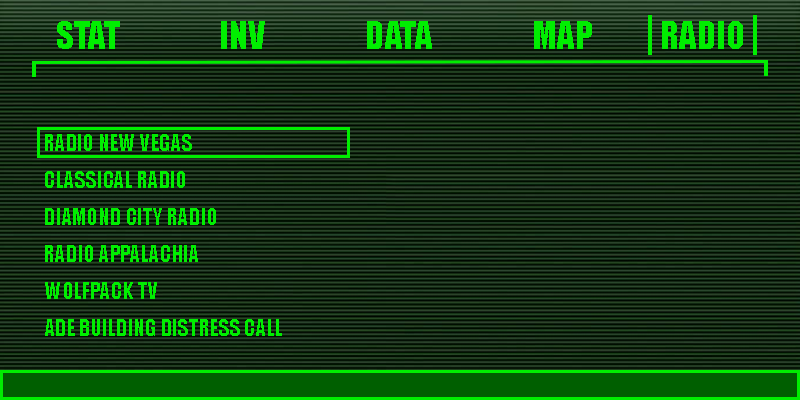 STAT INV DATA MAP RADIO
RADIO NEW VEGAS
CLASSICAL RADIO
DIAMOND CITY RADIO
RADIO APPALACHIA
WOLFPACK TV
ADE BUILDING DISTRESS CALL